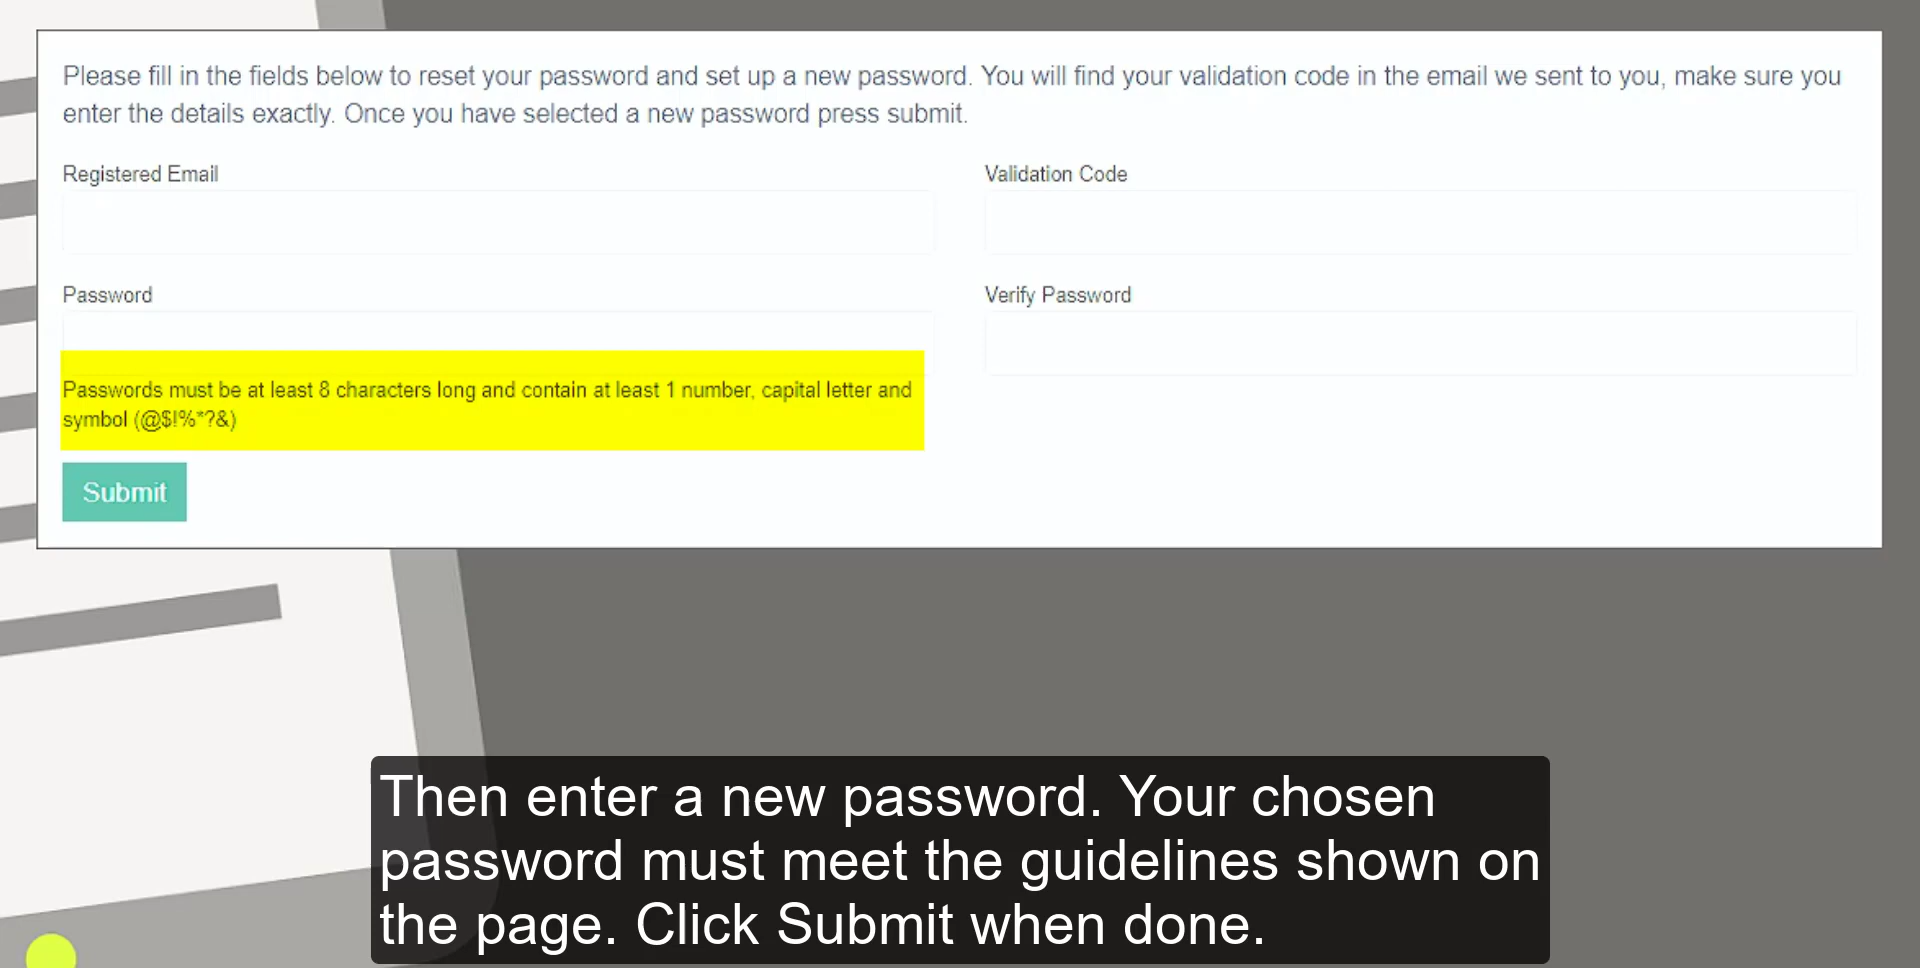 Please fill in the fields below to reset your password and set up a new password. You will find your validation code in the email we sent to you, make sure you
enter the details exactly. Once you have selected a new password press submit.
Registered Email
Validation Code
Password
Verify Password
Passwords must be at least 8 characters long and contain at least 1 number, capital letter and
symbol (@$!%*?&)
Submit
Then enter a new password. Your chosen
password must meet the guidelines shown on
the page. Click Submit when done.